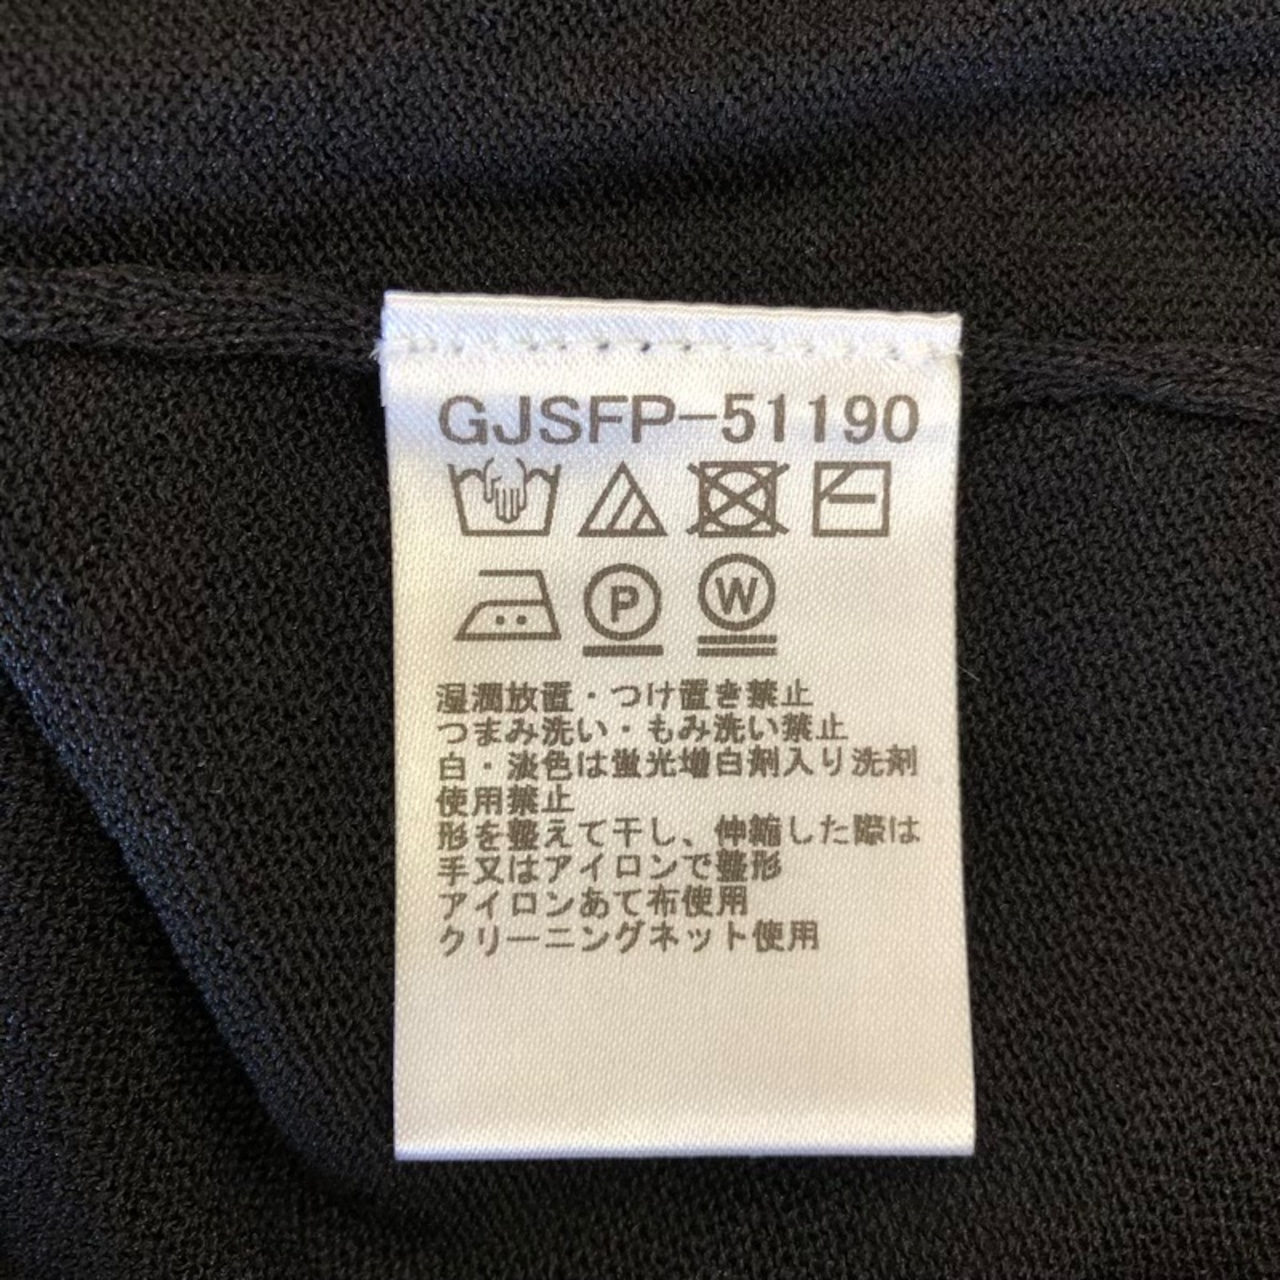 GJSFP-51190
P W
湿潤放置・つけ置き禁止
つまみ洗い・もみ洗い禁止
白・淡色は蛍光増白剤入り洗剤
使用禁止
形を整えて干し、伸縮した際は
手又はアイロンで整形
アイロンあて布使用
クリーニングネット使用